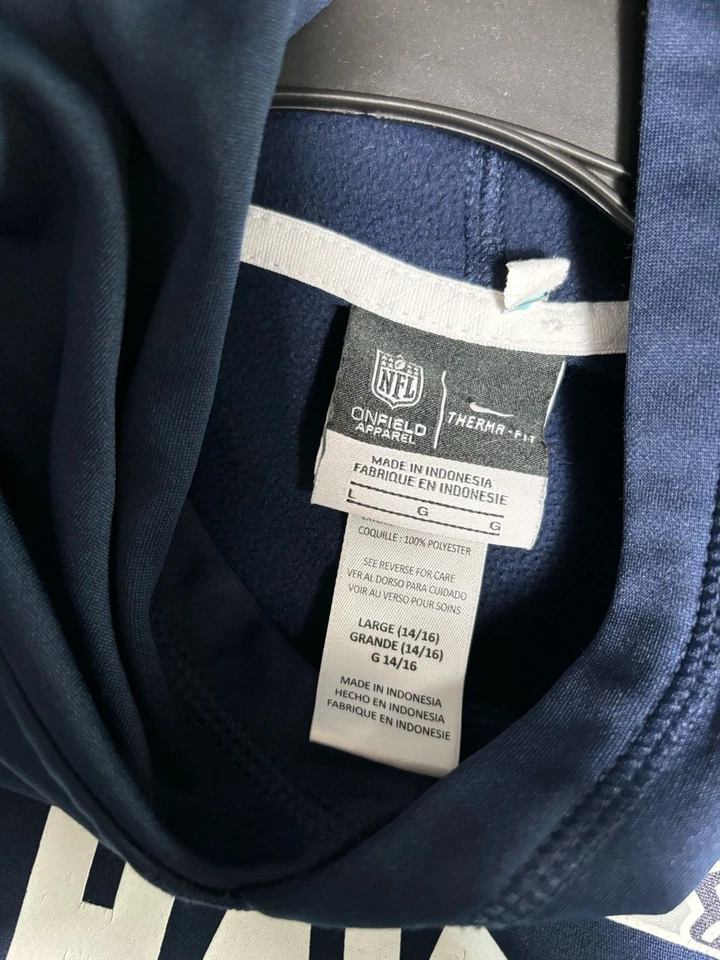 NFL
ONFIELD
APPAREL
THERMA-FIT
MADE IN INDONESIA
FABRIQUE EN INDONESIE
L G G
COQUILLE : 100% POLYESTER
SEE REVERSE FOR CARE
VER AL DORSO PARA CUIDADO
VOIR AU VERSO POUR SOINS
LARGE (14/16)
GRANDE (14/16)
G 14/16
MADE IN INDONESIA
HECHO EN INDONESIA
FABRIQUE EN INDONESIE